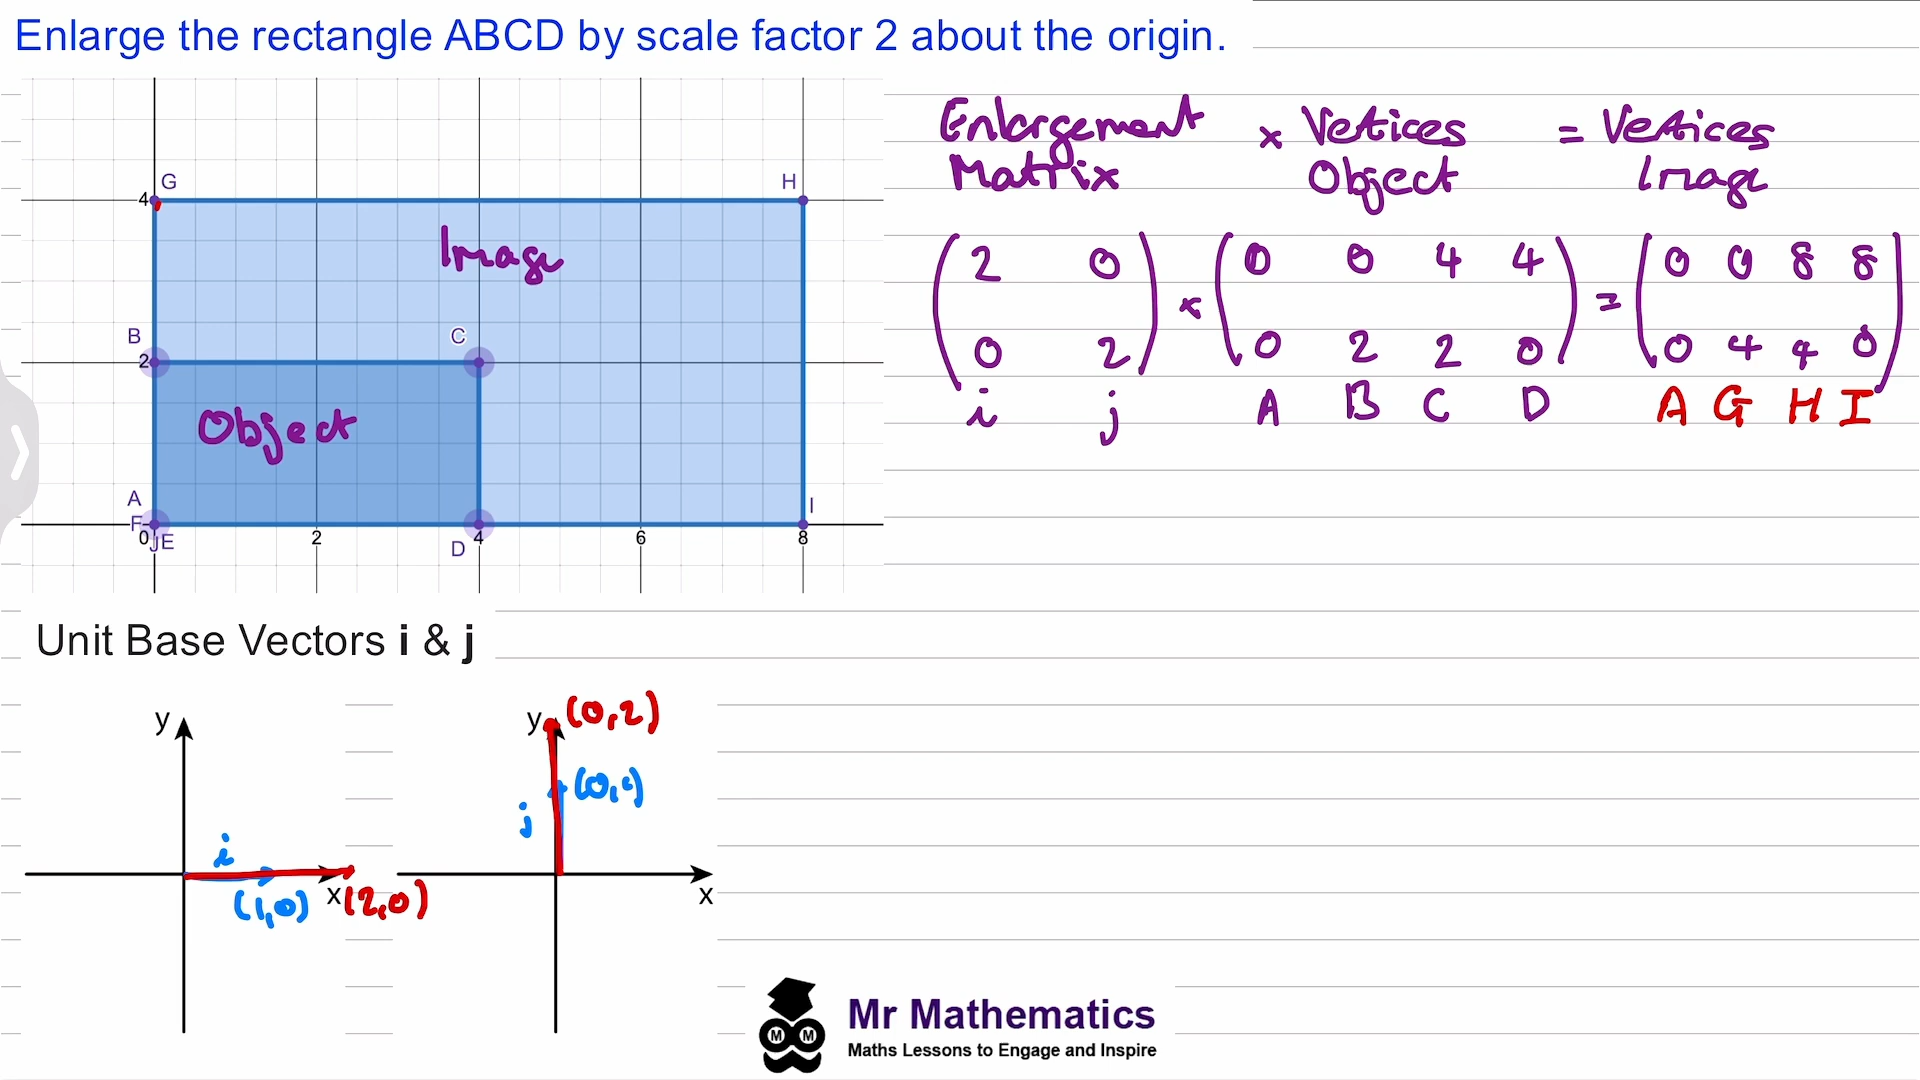 Enlarge the rectangle ABCD by scale factor 2 about the origin.
Enlargement Matrix × Vertices Object = Vertices Image
G
H
4
Image
B
C
2
Object
A
F
I
0
JE
2
D
4
6
8
2 0 × 0 0 4 4 = 0 0 8 8
0 2 0 2 2 0 0 4 4 0
i j A B C D A G H I
Unit Base Vectors i & j
y
i
(1,0)
x
(2,0)
y
(0,2)
j
x
M M
Mr Mathematics
Maths Lessons to Engage and Inspire